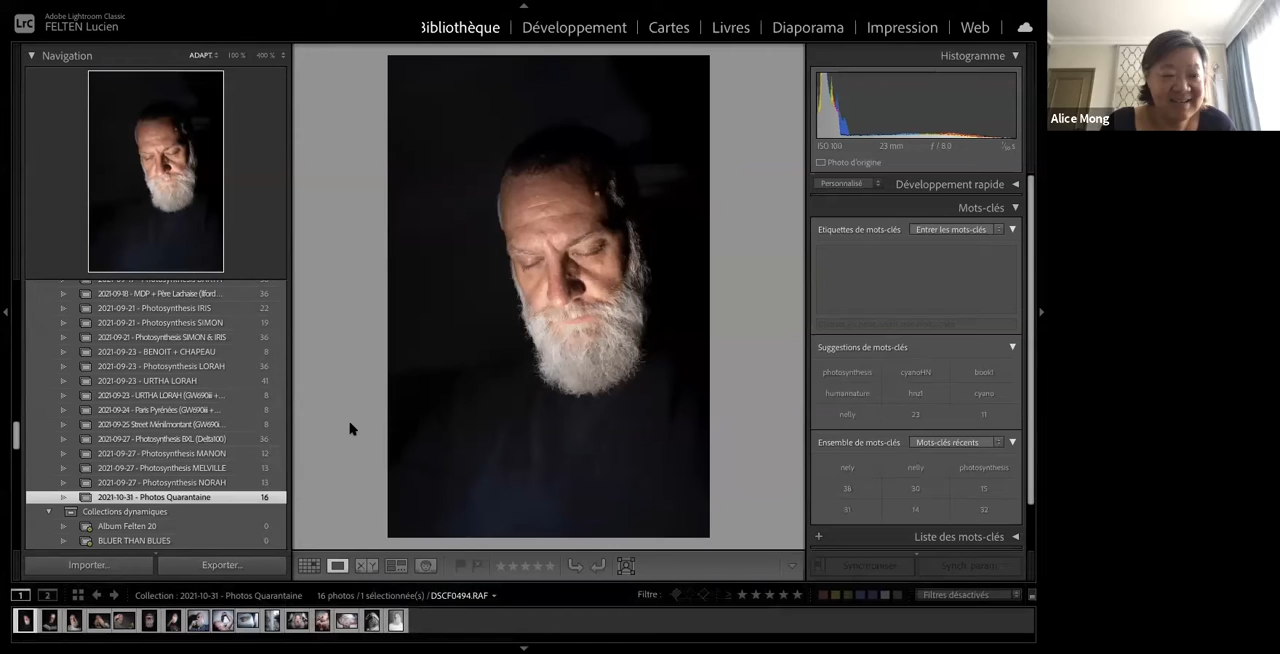 Lrc
Adobe Lightroom Classic
FELTEN Lucien
Bibliothèque
Développement
Cartes
Livres
Diaporama
Impression
Web
Navigation
ADAPT.
100 %
400 %
36
2021-09-18 - MDP + Père Lachaise (Ilford... 36
2021-09-21 - Photosynthesis IRIS 22
2021-09-21 - Photosynthesis SIMON 19
2021-09-21 - Photosynthesis SIMON & IRIS 36
2021-09-23 - BENOIT + CHAPEAU 8
2021-09-23 - Photosynthesis LORAH 36
2021-09-23 - URTHA LORAH 41
2021-09-23 - URTHA LORAH (GW690iii +... 8
2021-09-24 - Paris Pyrénées (GW690iii +... 8
2021-09-25 Street Ménilmontant (GW690i... 8
2021-09-27 - Photosynthesis BXL (Delta100) 36
2021-09-27 - Photosynthesis MANON 12
2021-09-27 - Photosynthesis MELVILLE 13
2021-09-27 - Photosynthesis NORAH 13
2021-10-31 - Photos Quarantaine 16
Collections dynamiques
Album Felten 20 0
BLUER THAN BLUES 0
Importer...
Exporter...
Histogramme
ISO 100 23 mm ƒ / 8.0
Photo d'origine
Personnalisé
Développement rapide
Mots-clés
Etiquettes de mots-clés
Entrer les mots-clés
Suggestions de mots-clés
photosynthesis cyanoHN book1
humannature hnz1 cyano
nelly 23 11
Ensemble de mots-clés
Mots-clés récents
nely nelly photosynthesis
36 30 15
31 14 32
Liste des mots-clés
Synchroniser
Synch. param.
1 2
Collection : 2021-10-31 - Photos Quarantaine
16 photos / 1 sélectionnée(s) / DSCF0494.RAF
Filtre :
Filtres désactivés
Alice Mong